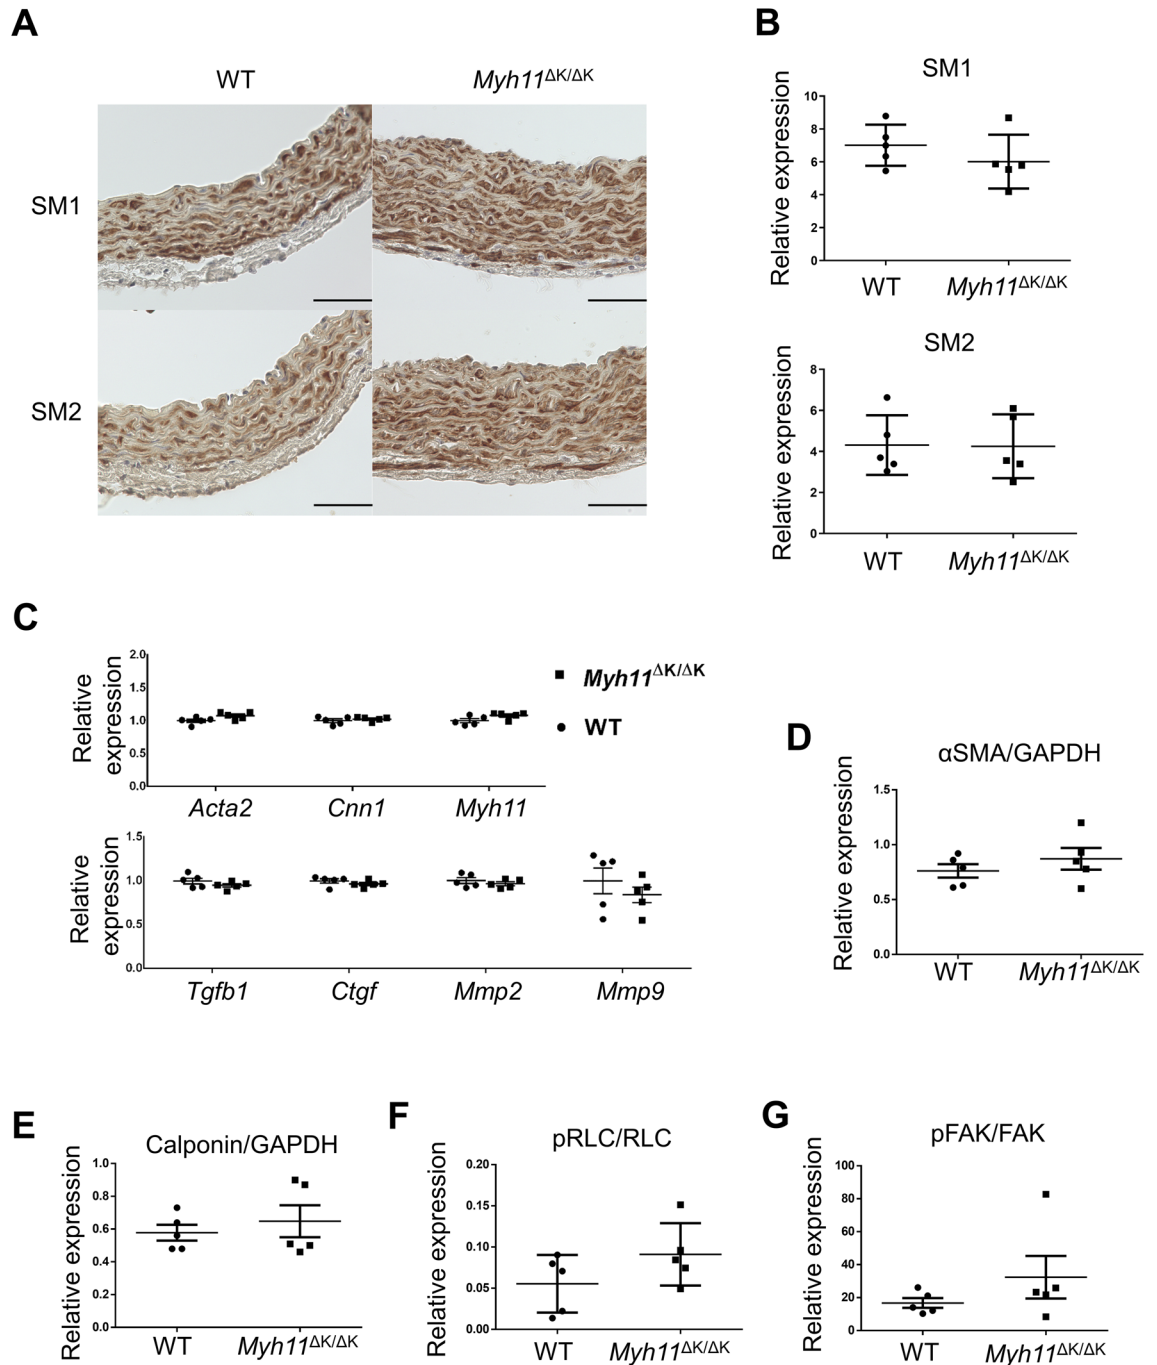 A
WT
Myh11ΔK/ΔK
SM1
SM2
B
SM1
Relative expression
10
8
6
4
2
0
WT
Myh11ΔK/ΔK
SM2
Relative expression
8
6
4
2
0
WT
Myh11ΔK/ΔK
C
Relative
expression
2.0
1.5
1.0
0.5
0.0
Acta2
Cnn1
Myh11
Myh11ΔK/ΔK
WT
Relative
expression
1.5
1.0
0.5
0.0
Tgfb1
Ctgf
Mmp2
Mmp9
D
αSMA/GAPDH
Relative expression
1.5
1.0
0.5
0.0
WT
Myh11ΔK/ΔK
E
Calponin/GAPDH
Relative expression
1.0
0.8
0.6
0.4
0.2
0.0
WT
Myh11ΔK/ΔK
F
pRLC/RLC
Relative expression
0.20
0.15
0.10
0.05
0.00
WT
Myh11ΔK/ΔK
G
pFAK/FAK
Relative expression
100
80
60
40
20
0
WT
Myh11ΔK/ΔK